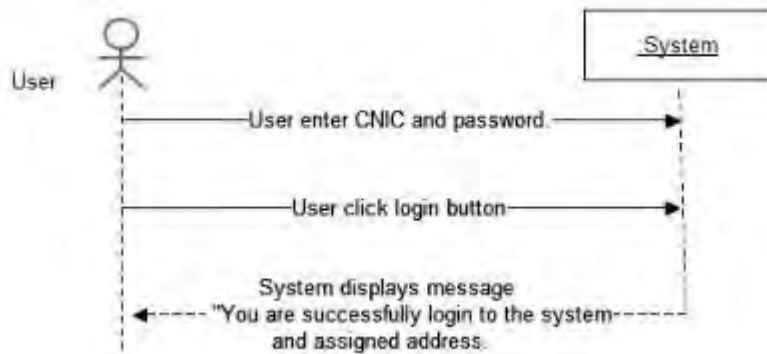 System
User
User enter CNIC and password.
User click login button
System displays message
"You are successfully login to the system
and assigned address.